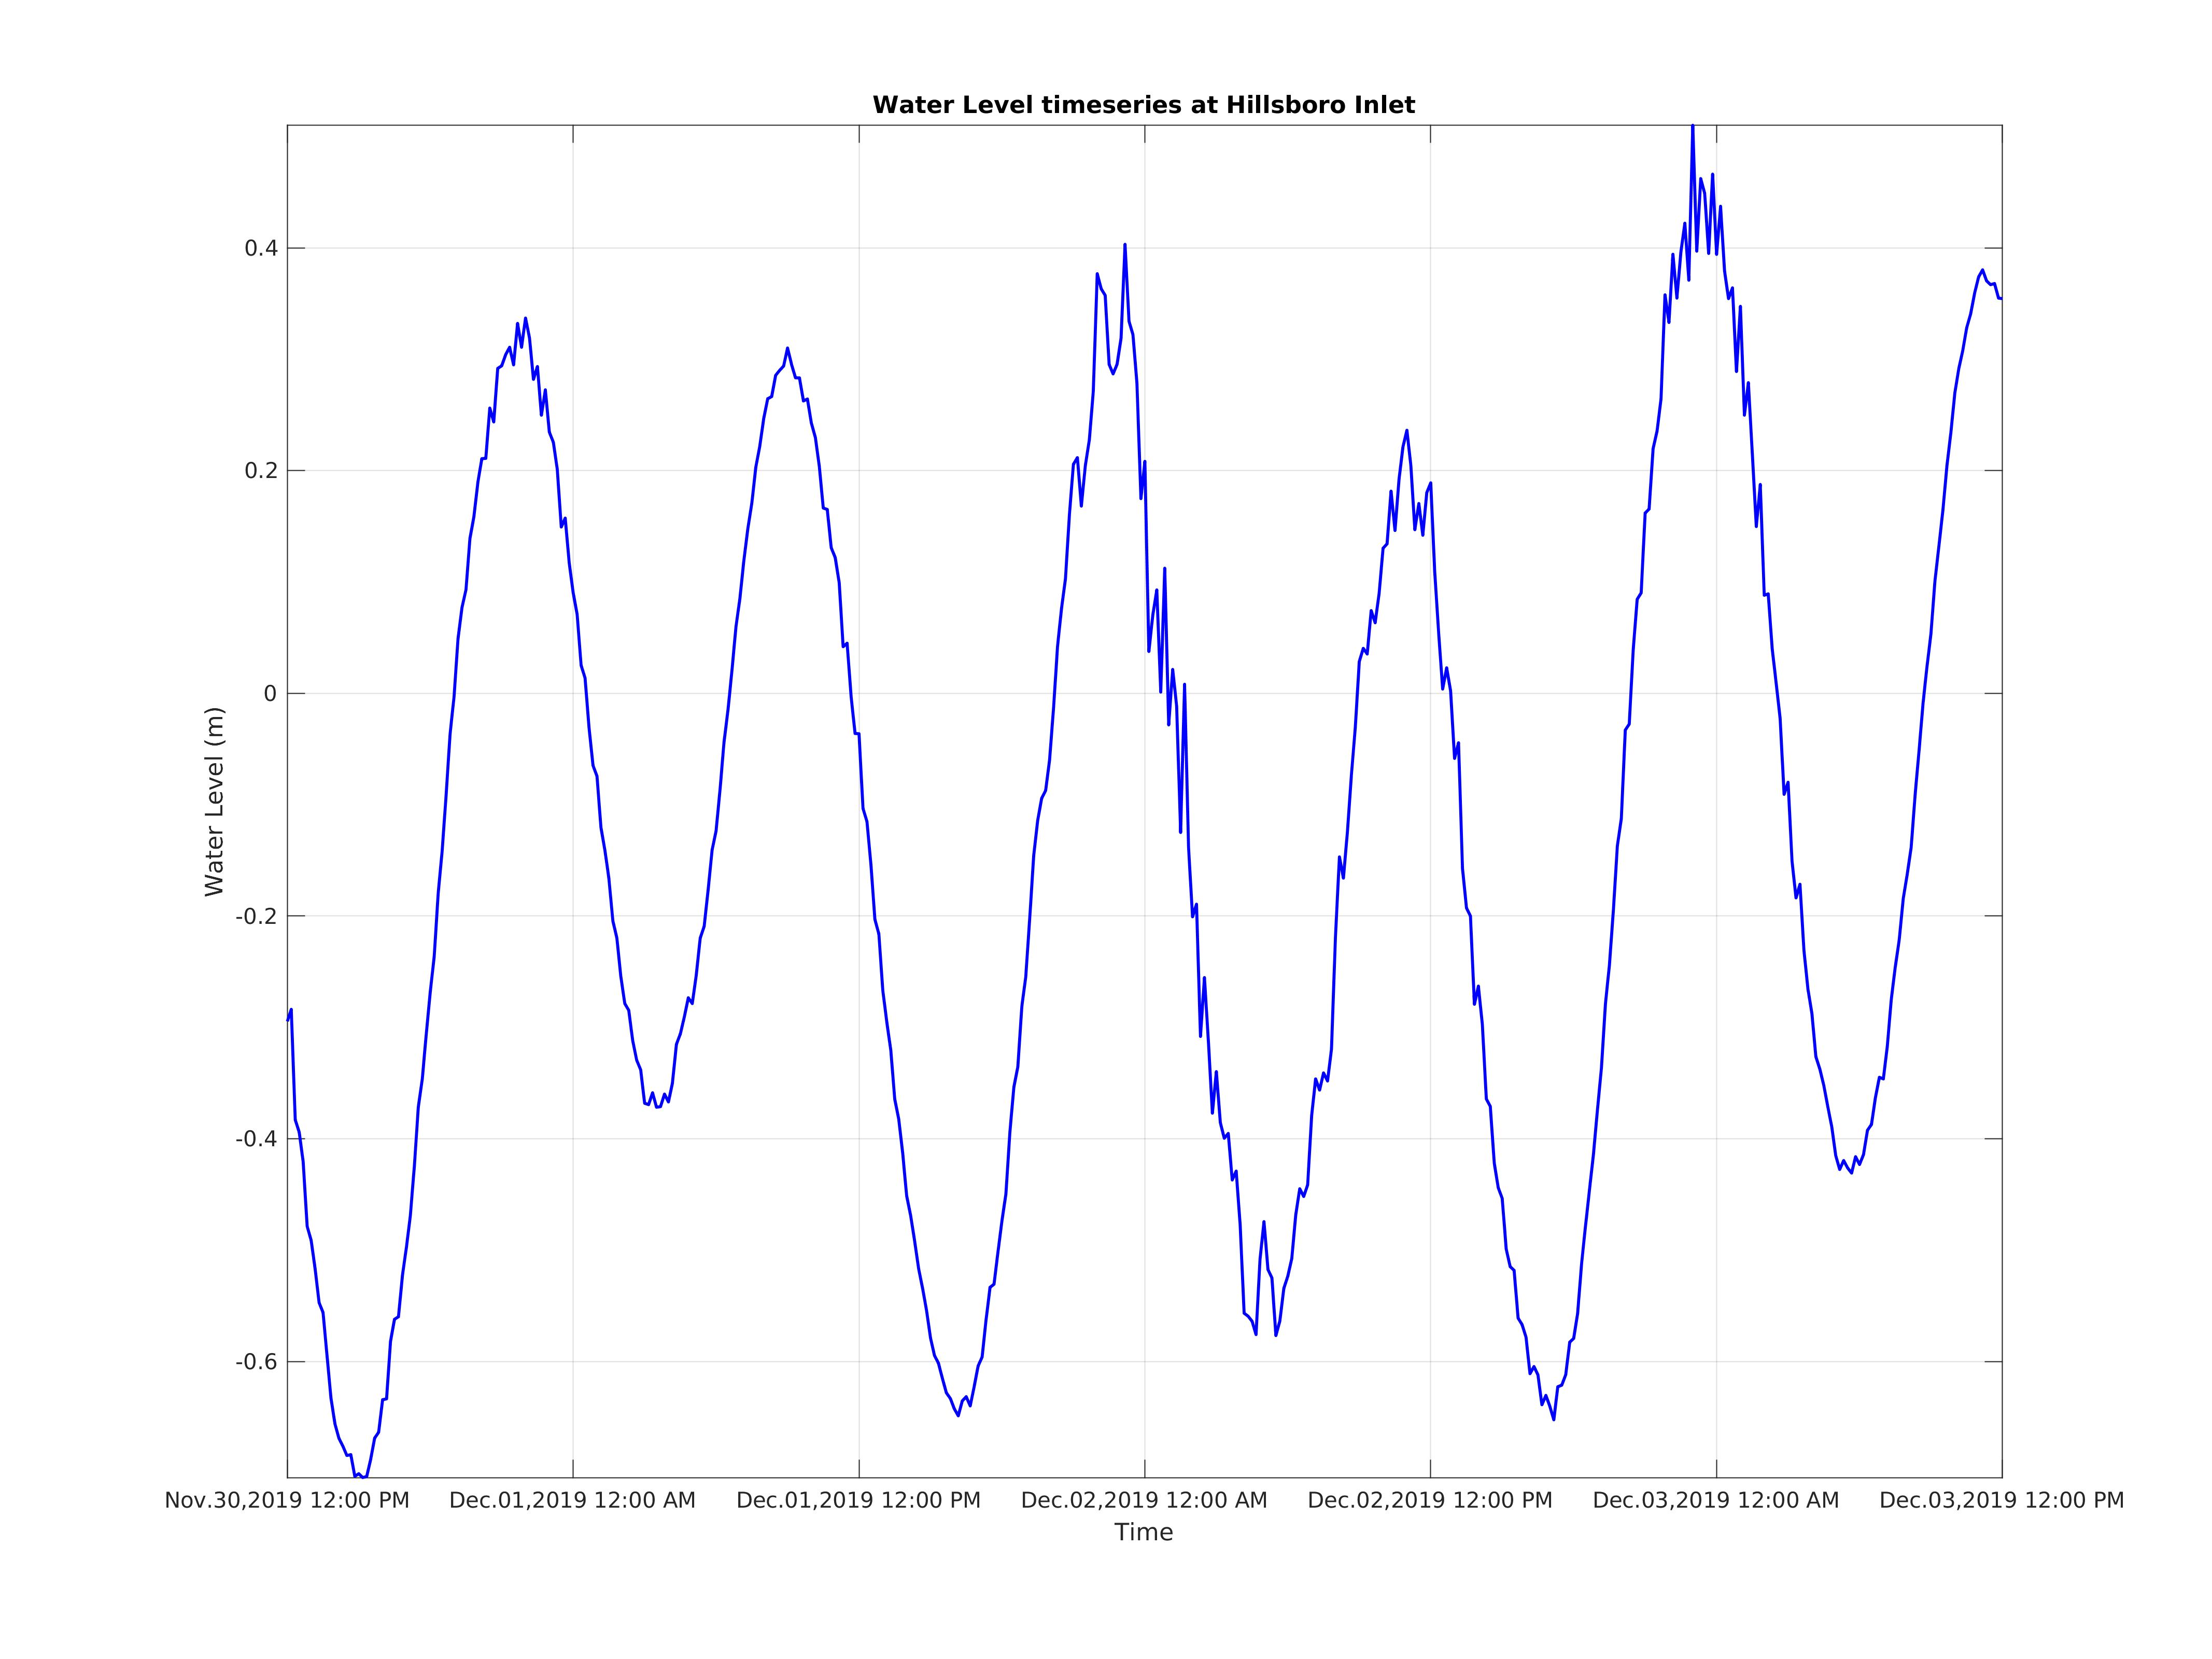 Water Level timeseries at Hillsboro Inlet
0.4
0.2
0
-0.2
-0.4
-0.6
Water Level (m)
Nov.30,2019 12:00 PM Dec.01,2019 12:00 AM Dec.01,2019 12:00 PM Dec.02,2019 12:00 AM Dec.02,2019 12:00 PM Dec.03,2019 12:00 AM Dec.03,2019 12:00 PM
Time